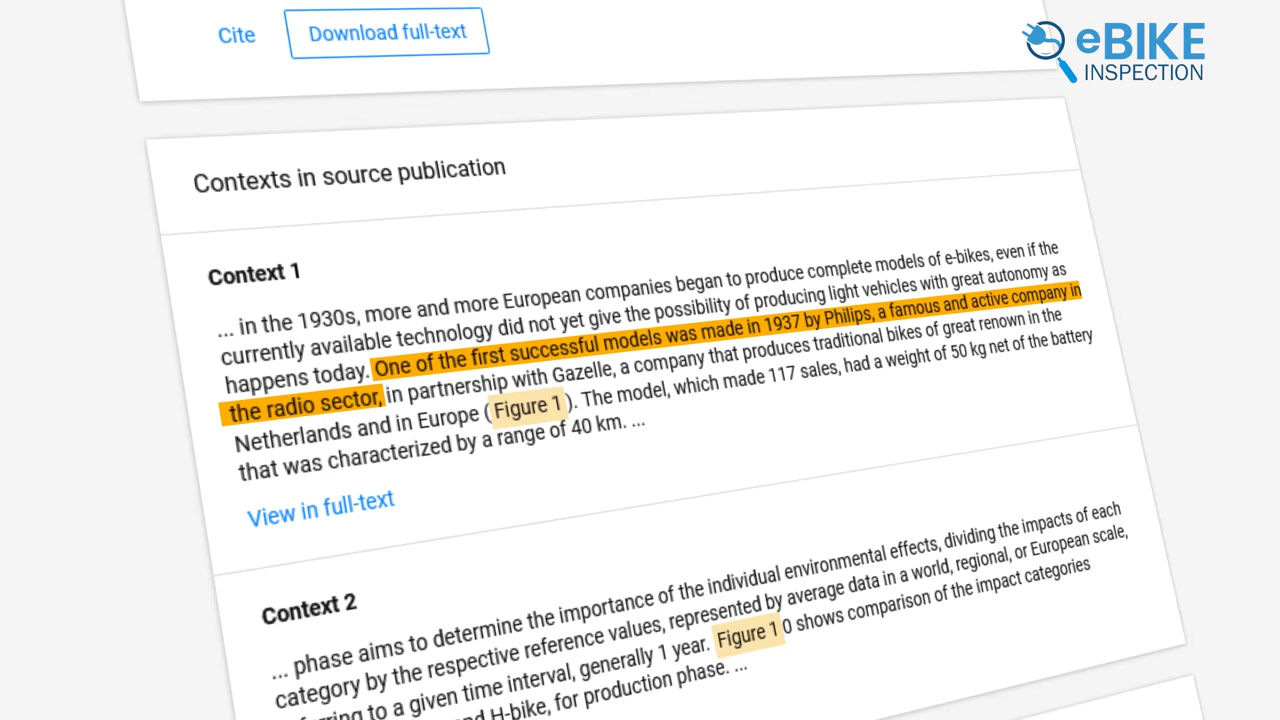 Cite
Download full-text
eBIKE
INSPECTION
Contexts in source publication
Context 1
... in the 1930s, more and more European companies began to produce complete models of e-bikes, even if the
currently available technology did not yet give the possibility of producing light vehicles with great autonomy as
happens today. One of the first successful models was made in 1937 by Philips, a famous and active company in
the radio sector, in partnership with Gazelle, a company that produces traditional bikes of great renown in the
Netherlands and in Europe (Figure 1). The model, which made 117 sales, had a weight of 50 kg net of the battery
that was characterized by a range of 40 km. ...
View in full-text
Context 2
... phase aims to determine the importance of the individual environmental effects, dividing the impacts of each
category by the respective reference values, represented by average data in a world, regional, or European scale,
to a given time interval, generally 1 year. Figure 1 0 shows comparison of the impact categories
H-bike, for production phase. ...